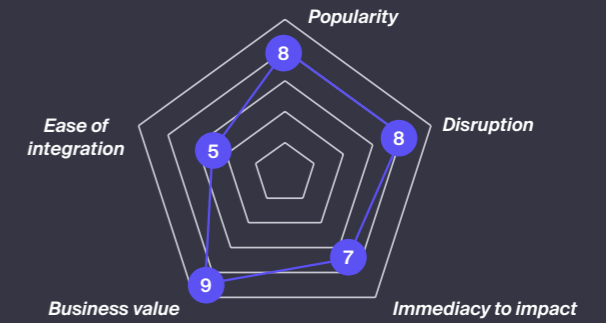 Popularity
8
Ease of
integration
5
8
Disruption
7
9
Business value
Immediacy to impact